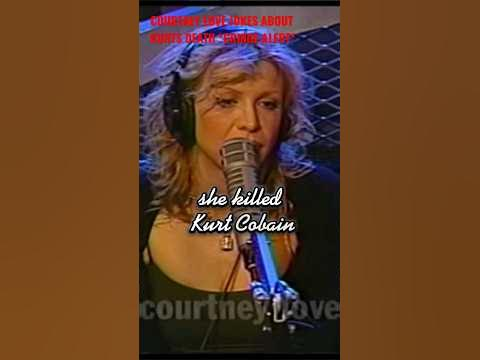 COURTNEY LOVE JOKES ABOUT
KURTS DEATH "CRINGE ALERT"
she killed
Kurt Cobain
courtney love